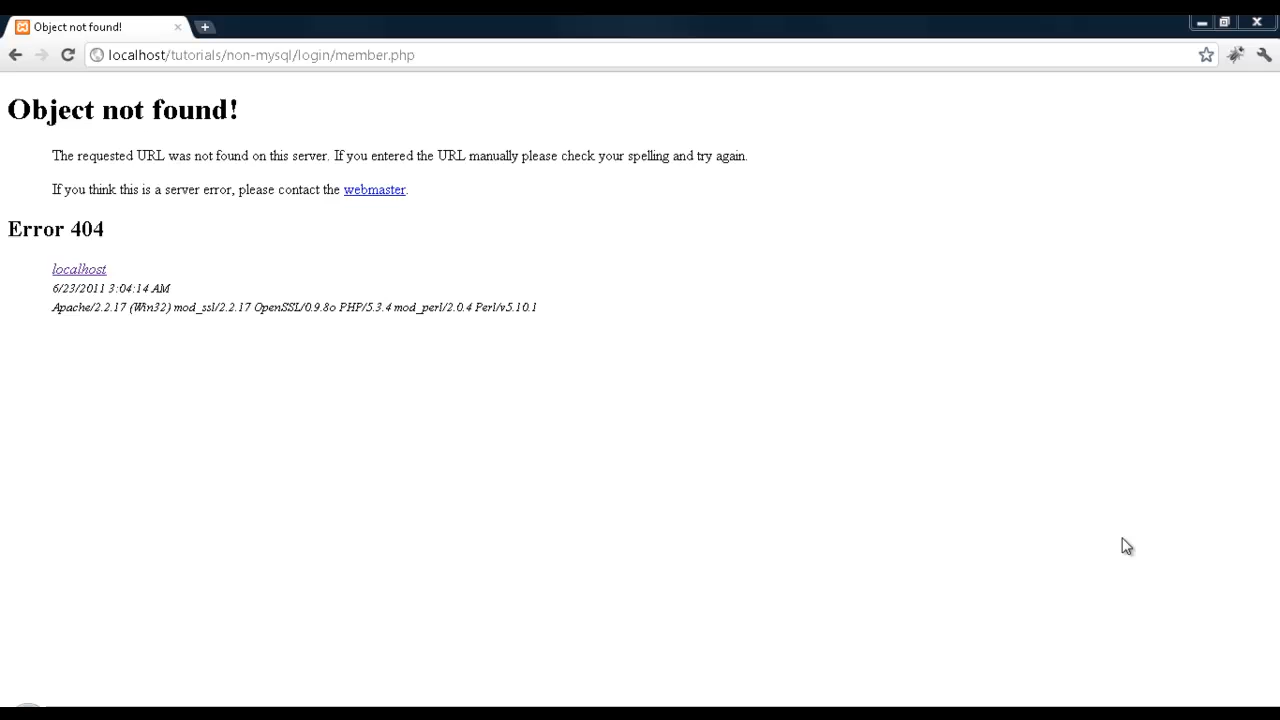 Object not found!
localhost/tutorials/non-mysql/login/member.php
Object not found!
The requested URL was not found on this server. If you entered the URL manually please check your spelling and try again.
If you think this is a server error, please contact the webmaster.
Error 404
localhost
6/23/2011 3:04:14 AM
Apache/2.2.17 (Win32) mod_ssl/2.2.17 OpenSSL/0.9.8o PHP/5.3.4 mod_perl/2.0.4 Perl/v5.10.1